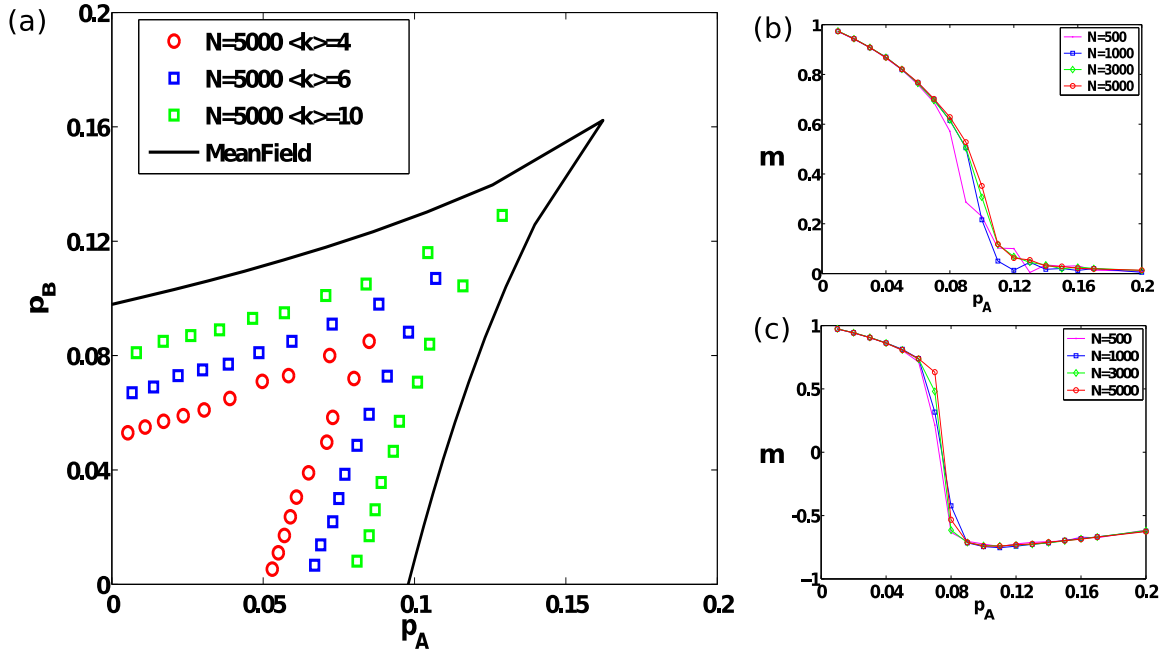 (a)
0.2
0.16
0.12
0.08
0.04
0
p_B
N=5000 <k>=4
N=5000 <k>=6
N=5000 <k>=10
MeanField
0 0.05 0.1 0.15 0.2
p_A
(b)
1
0.8
0.6
0.4
0.2
0
m
N=500
N=1000
N=3000
N=5000
0 0.04 0.08 0.12 0.16 0.2
p_A
(c)
1
0.5
0
−0.5
−1
m
N=500
N=1000
N=3000
N=5000
0 0.04 0.08 0.12 0.16 0.2
p_A